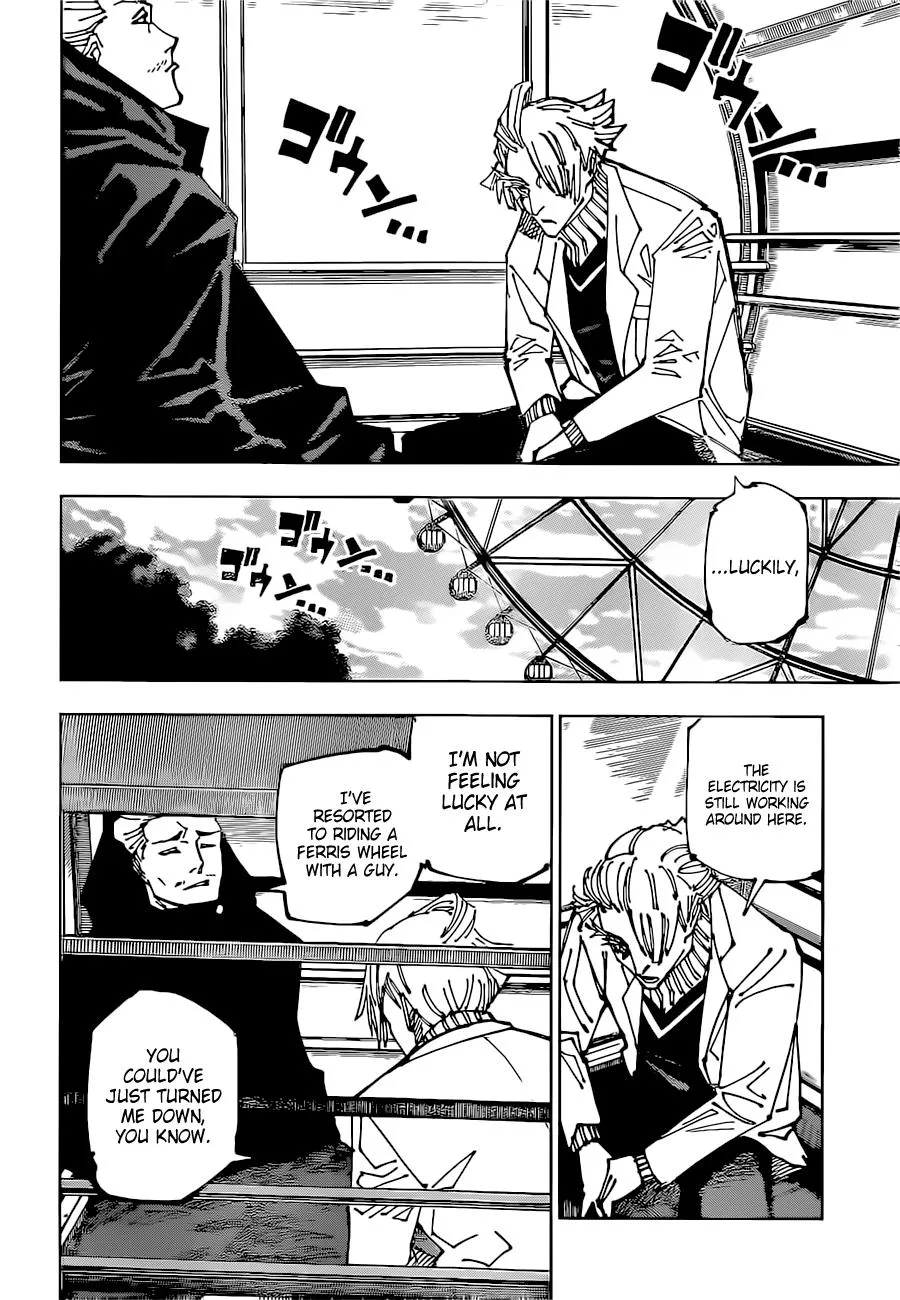 ゴウン…
ゴウン…
...LUCKILY,
ゴウン…
ゴウン…
THE
ELECTRICITY IS
STILL WORKING
AROUND HERE.
I'M NOT
FEELING
LUCKY AT
ALL.
I'VE
RESORTED
TO RIDING A
FERRIS WHEEL
WITH A GUY.
YOU
COULD'VE
JUST TURNED
ME DOWN,
YOU KNOW.